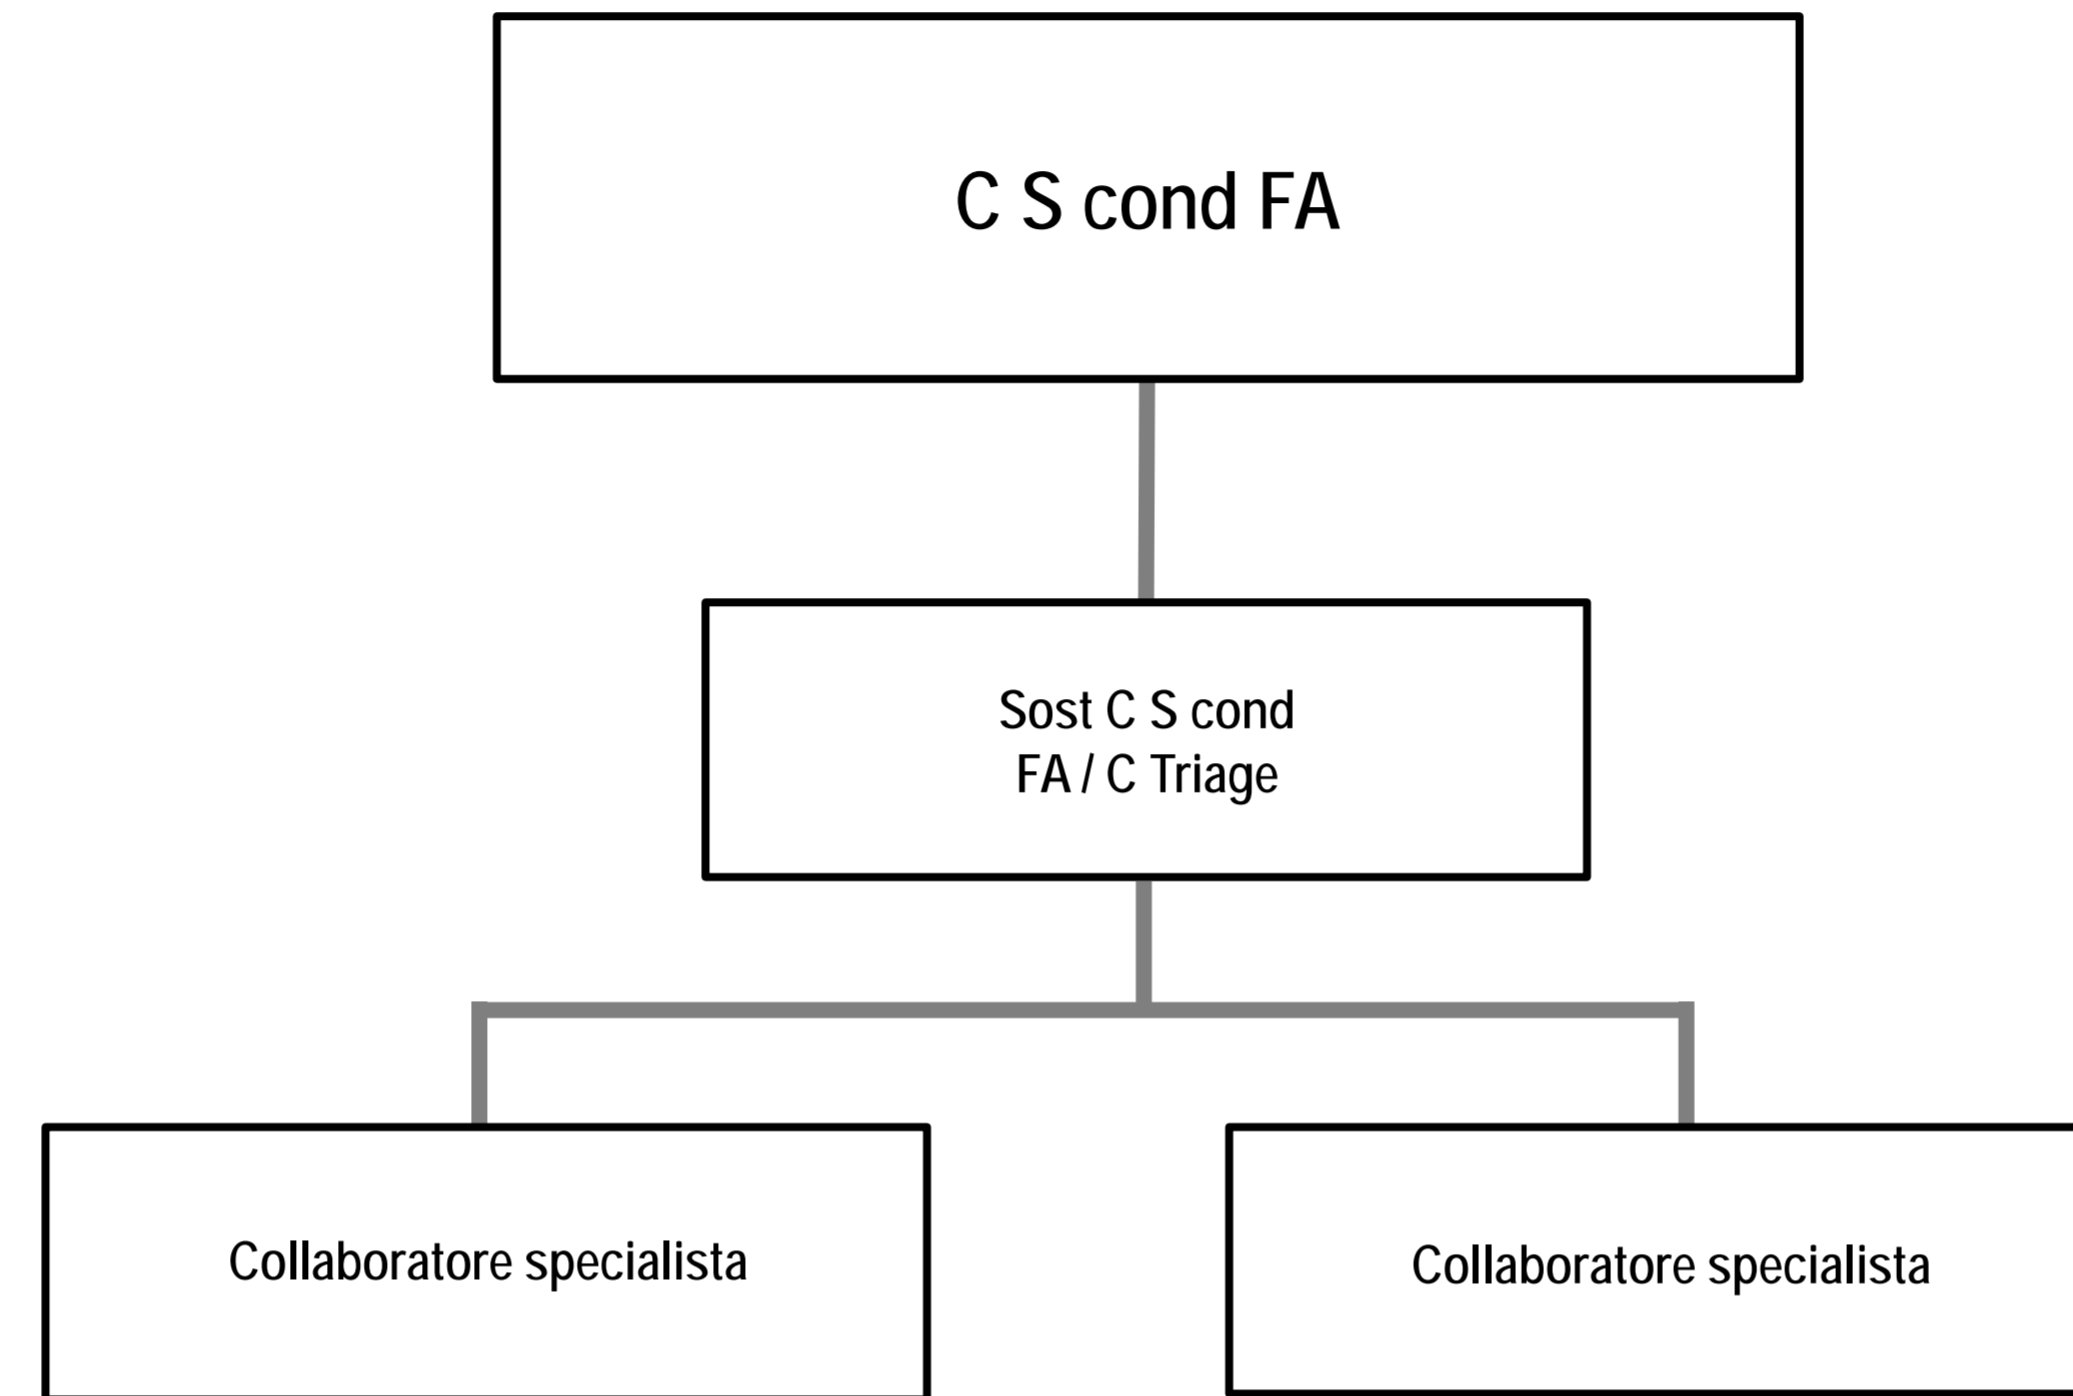 C S cond FA
Sost C S cond
FA / C Triage
Collaboratore specialista
Collaboratore specialista